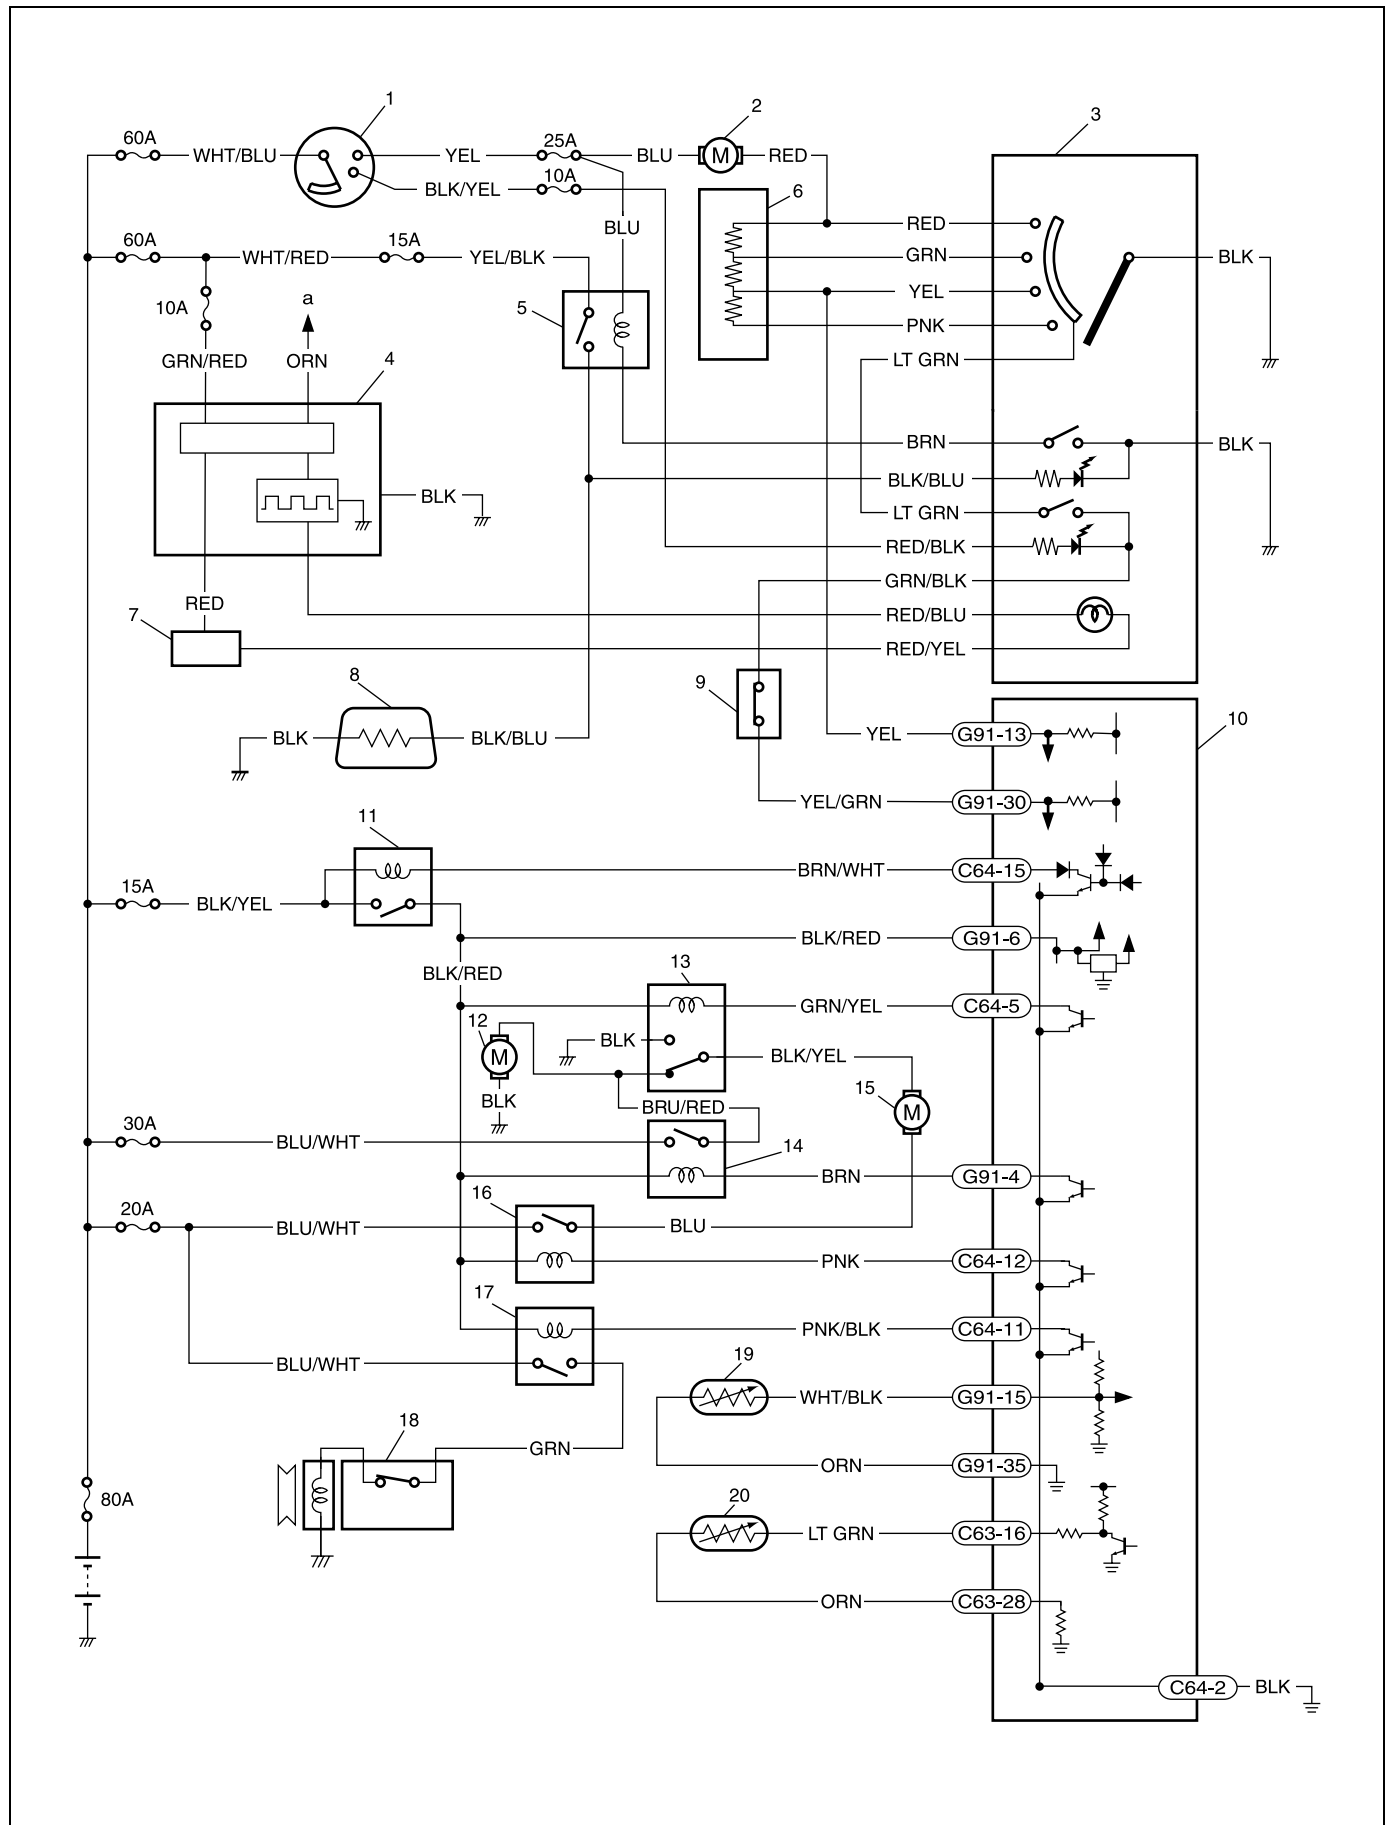 1
2
3
60A
WHT/BLU
YEL
25A
BLU
M
RED
BLK/YEL
10A
6
BLU
RED
60A
WHT/RED
15A
YEL/BLK
GRN
BLK
10A
a
5
YEL
PNK
GRN/RED
ORN
4
LT GRN
BRN
BLK
BLK/BLU
BLK
LT GRN
RED/BLK
GRN/BLK
RED
7
RED/BLU
RED/YEL
8
9
10
BLK
BLK/BLU
YEL
G91-13
YEL/GRN
G91-30
11
BRN/WHT
C64-15
15A
BLK/YEL
BLK/RED
G91-6
BLK/RED
13
GRN/YEL
C64-5
12
BLK
M
BLK/YEL
15
BLK
BRU/RED
M
30A
BLU/WHT
14
BRN
G91-4
16
20A
BLU/WHT
BLU
PNK
C64-12
17
PNK/BLK
C64-11
BLU/WHT
19
WHT/BLK
G91-15
18
GRN
ORN
G91-35
80A
20
LT GRN
C63-16
ORN
C63-28
C64-2
BLK